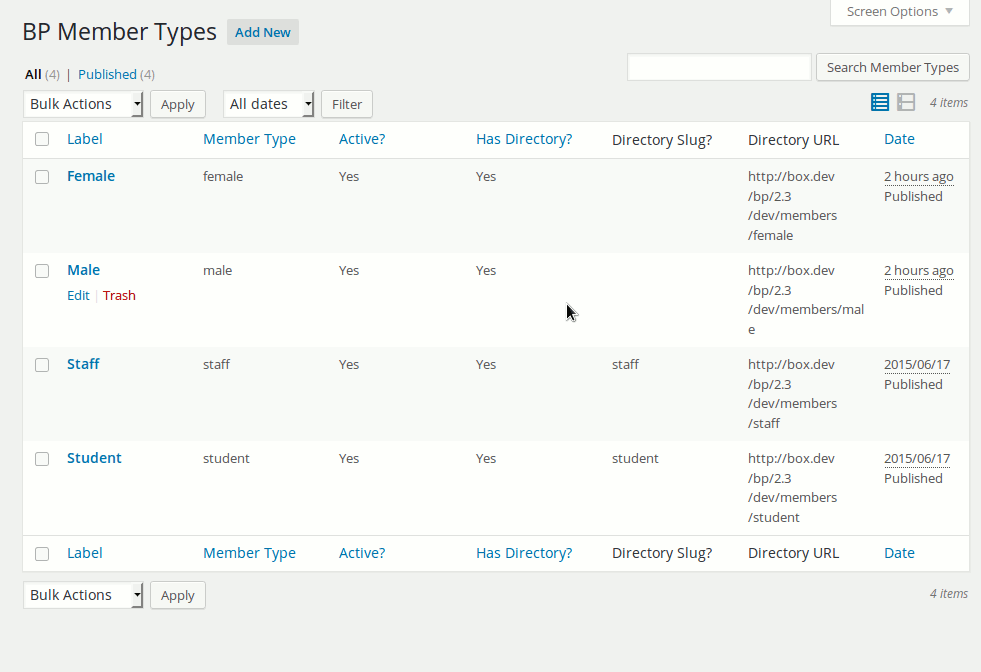 Screen Options
BP Member Types Add New
All (4) | Published (4)
Search Member Types
Bulk Actions Apply All dates Filter 4 items
Label Member Type Active? Has Directory? Directory Slug? Directory URL Date
Female female Yes Yes http://box.dev 2 hours ago
/bp/2.3 Published
/dev/members
/female
Male male Yes Yes http://box.dev 2 hours ago
Edit | Trash /bp/2.3 Published
/dev/members/mal
e
Staff staff Yes Yes staff http://box.dev 2015/06/17
/bp/2.3 Published
/dev/members
/staff
Student student Yes Yes student http://box.dev 2015/06/17
/bp/2.3 Published
/dev/members
/student
Label Member Type Active? Has Directory? Directory Slug? Directory URL Date
Bulk Actions Apply 4 items